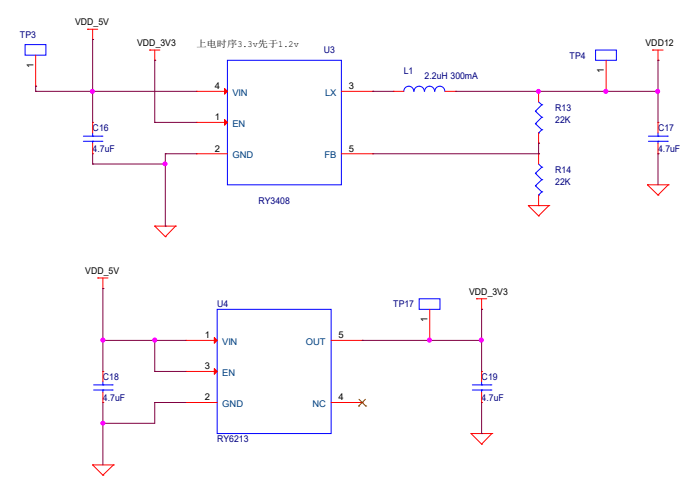 VDD_5V
TP3
VDD_3V3
上电时序3.3v先于1.2v
U3
TP4
VDD12
1
1
L1
2.2uH 300mA
4
VIN
LX
3
R13
22K
C16
4.7uF
1
EN
C17
4.7uF
2
GND
FB
5
R14
22K
RY3408
VDD_5V
U4
TP17
VDD_3V3
1
1
VIN
OUT
5
3
EN
C18
4.7uF
C19
4.7uF
2
GND
NC
4
RY6213